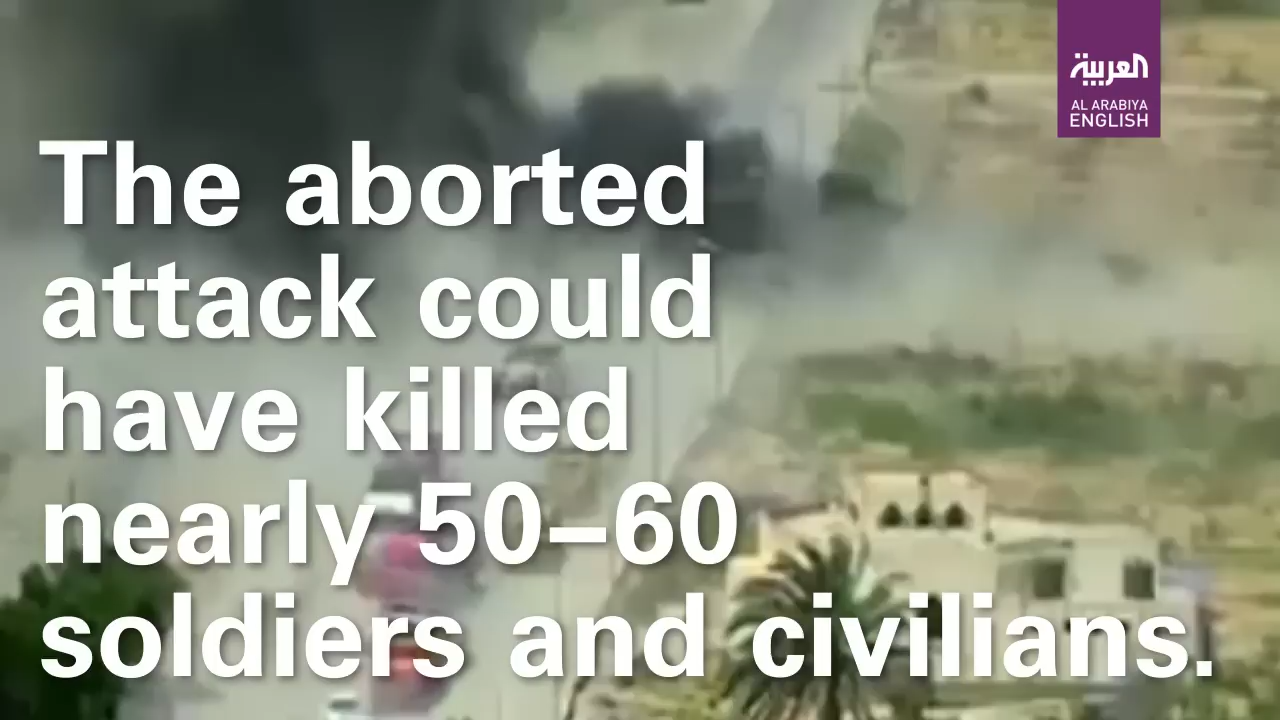 العربية
AL ARABIYA
ENGLISH
The aborted
attack could
have killed
nearly 50–60
soldiers and civilians.